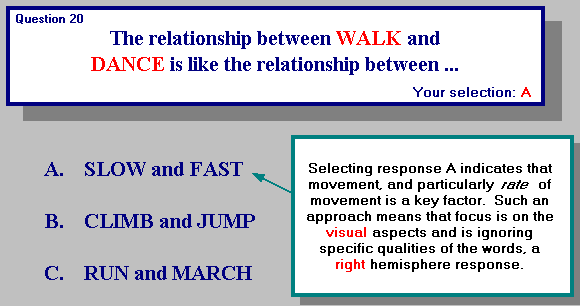 Question 20
The relationship between WALK and
DANCE is like the relationship between ...
Your selection: A
A. SLOW and FAST
B. CLIMB and JUMP
C. RUN and MARCH
Selecting response A indicates that
movement, and particularly rate of
movement is a key factor. Such an
approach means that focus is on the
visual aspects and is ignoring
specific qualities of the words, a
right hemisphere response.